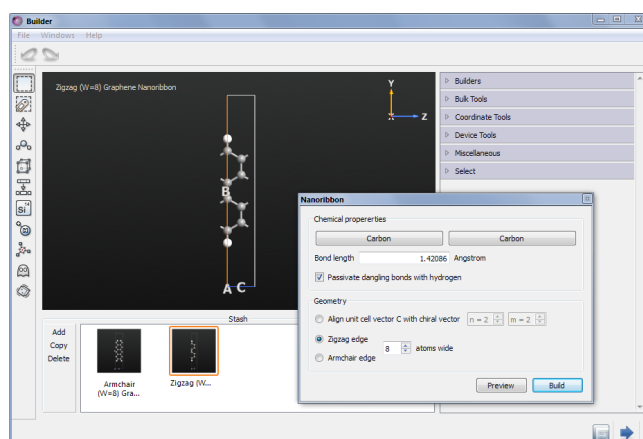 Builder
File Windows Help
Zigzag (W=8) Graphene Nanoribbon
Y
X Z
B
A C
Si 14
Builders
Bulk Tools
Coordinate Tools
Device Tools
Miscellaneous
Select
Stash
Add
Copy
Delete
Armchair
(W=8) Gra...
Zigzag (W...
Nanoribbon
Chemical propererties
Carbon Carbon
Bond length 1.42086 Angstrom
Passivate dangling bonds with hydrogen
Geometry
Align unit cell vector C with chiral vector n = 2 m = 2
Zigzag edge
8 atoms wide
Armchair edge
Preview Build